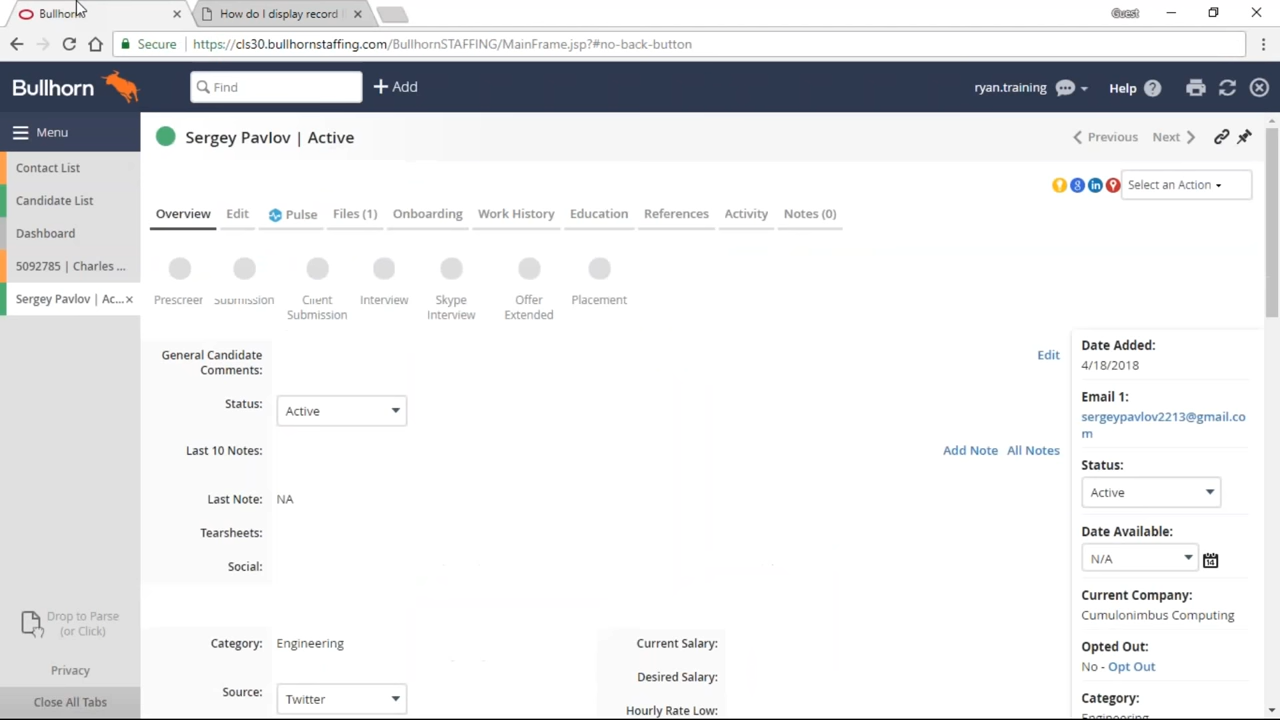 Bullhorn
How do I display record
Guest
Secure
https://cls30.bullhornstaffing.com/BullhornSTAFFING/MainFrame.jsp?#no-back-button
Bullhorn
Find
Add
ryan.training
Help
Menu
Contact List
Candidate List
Dashboard
5092785 | Charles ...
Sergey Pavlov | Ac...
Drop to Parse
(or Click)
Privacy
Close All Tabs
Sergey Pavlov | Active
Previous
Next
Select an Action
Overview
Edit
Pulse
Files (1)
Onboarding
Work History
Education
References
Activity
Notes (0)
Prescreen
Submission
Client
Submission
Interview
Skype
Interview
Offer
Extended
Placement
General Candidate
Comments:
Edit
Status:
Active
Last 10 Notes:
Add Note
All Notes
Last Note:
NA
Tearsheets:
Social:
Category:
Engineering
Source:
Twitter
Current Salary:
Desired Salary:
Hourly Rate Low:
Date Added:
4/18/2018
Email 1:
sergeypavlov2213@gmail.co
m
Status:
Active
Date Available:
N/A
14
Current Company:
Cumulonimbus Computing
Opted Out:
No - Opt Out
Category:
Engineering